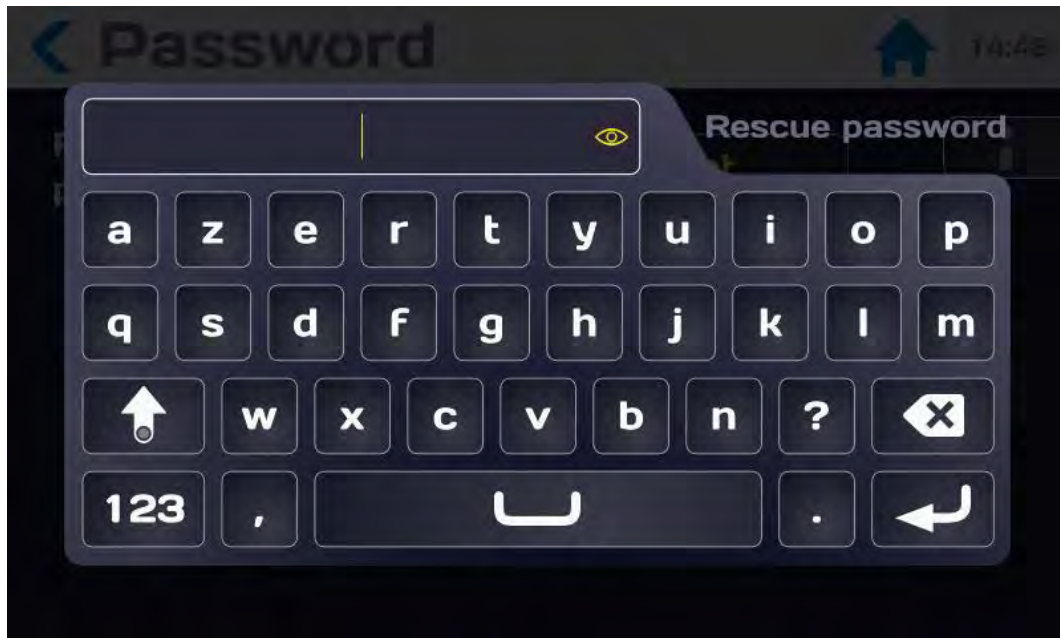 Password
14:48
Rescue password
a z e r t y u i o p
q s d f g h j k l m
w x c v b n ?
123 , .